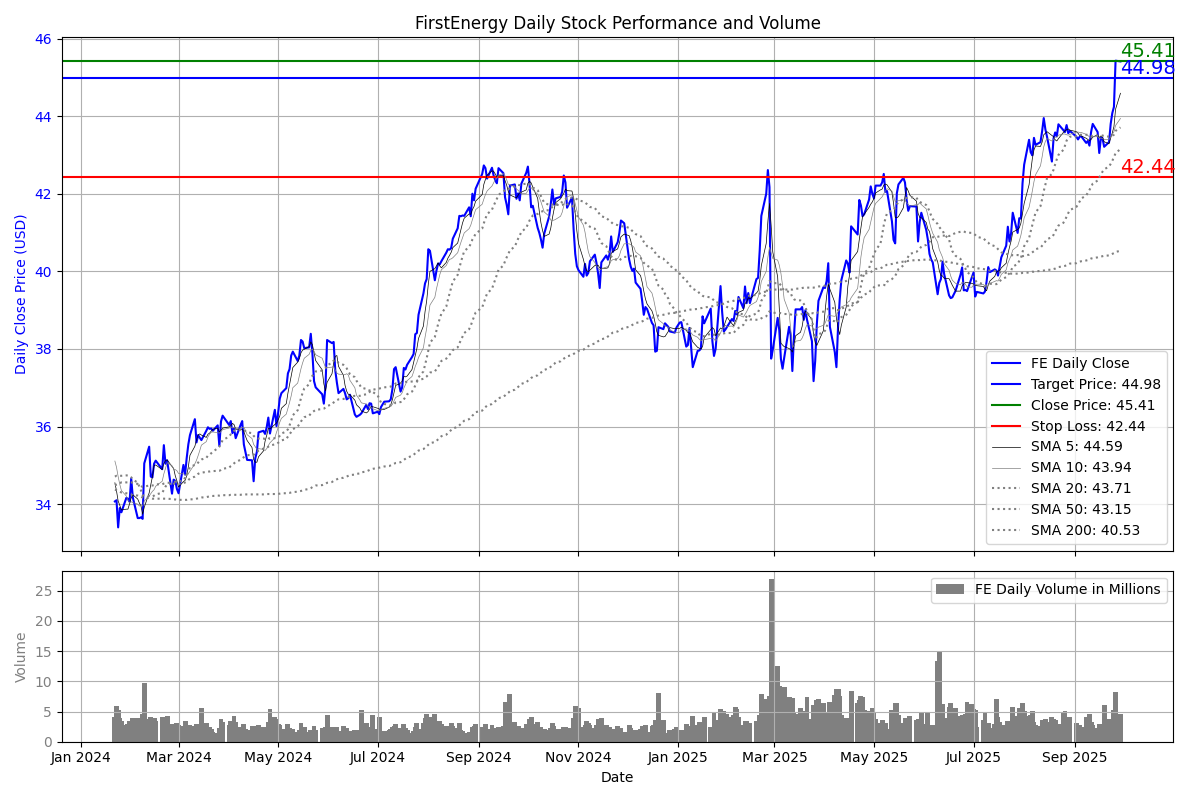 FirstEnergy Daily Stock Performance and Volume
46
44
42
40
38
36
34
Daily Close Price (USD)
45.41
44.98
42.44
FE Daily Close
Target Price: 44.98
Close Price: 45.41
Stop Loss: 42.44
SMA 5: 44.59
SMA 10: 43.94
SMA 20: 43.71
SMA 50: 43.15
SMA 200: 40.53
25
20
15
10
5
0
Volume
FE Daily Volume in Millions
Jan 2024 Mar 2024 May 2024 Jul 2024 Sep 2024 Nov 2024 Jan 2025 Mar 2025 May 2025 Jul 2025 Sep 2025
Date